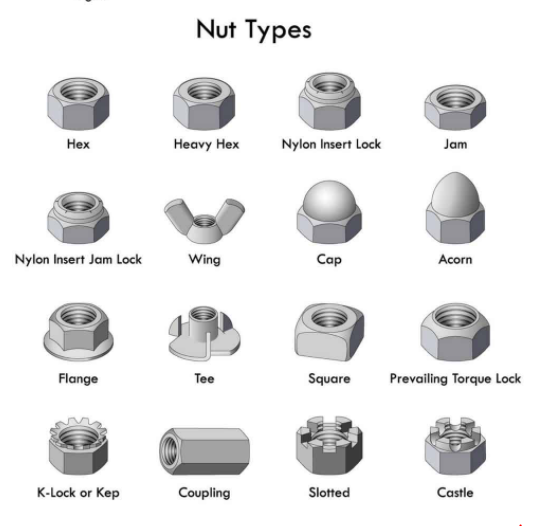 Nut Types
Hex
Heavy Hex
Nylon Insert Lock
Jam
Nylon Insert Jam Lock
Wing
Cap
Acorn
Flange
Tee
Square
Prevailing Torque Lock
K-Lock or Kep
Coupling
Slotted
Castle